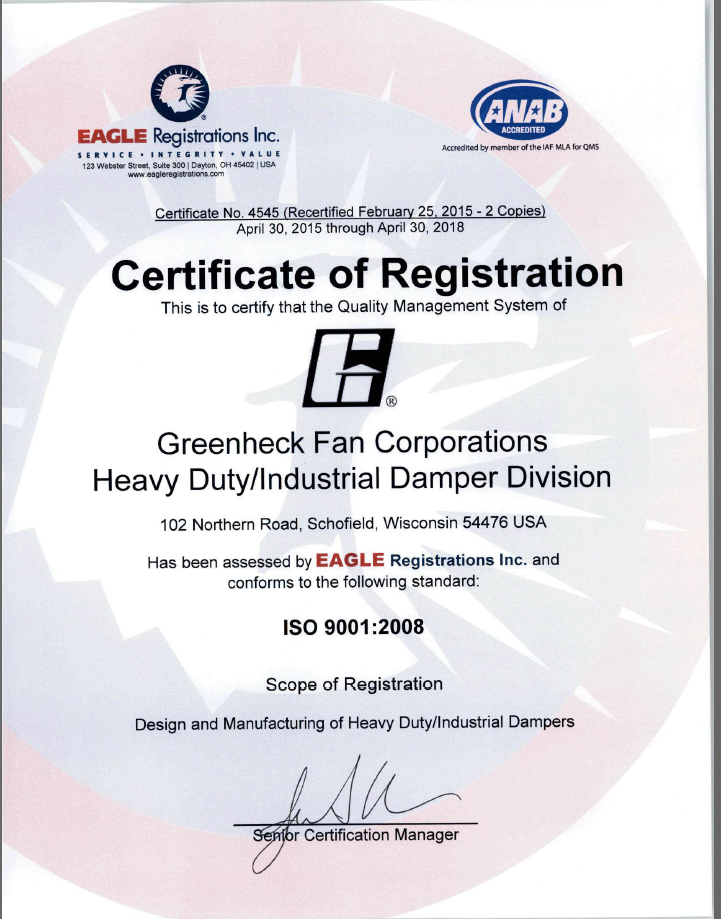 EAGLE Registrations Inc.
SERVICE • INTEGRITY • VALUE
123 Webster Street, Suite 300 | Dayton, OH 45402 | USA
www.eagleregistrations.com
ANAB
ACCREDITED
Accredited by member of the IAF MLA for QMS
Certificate No. 4545 (Recertified February 25, 2015 - 2 Copies)
April 30, 2015 through April 30, 2018
Certificate of Registration
This is to certify that the Quality Management System of
®
Greenheck Fan Corporations
Heavy Duty/Industrial Damper Division
102 Northern Road, Schofield, Wisconsin 54476 USA
Has been assessed by EAGLE Registrations Inc. and
conforms to the following standard:
ISO 9001:2008
Scope of Registration
Design and Manufacturing of Heavy Duty/Industrial Dampers
Senior Certification Manager